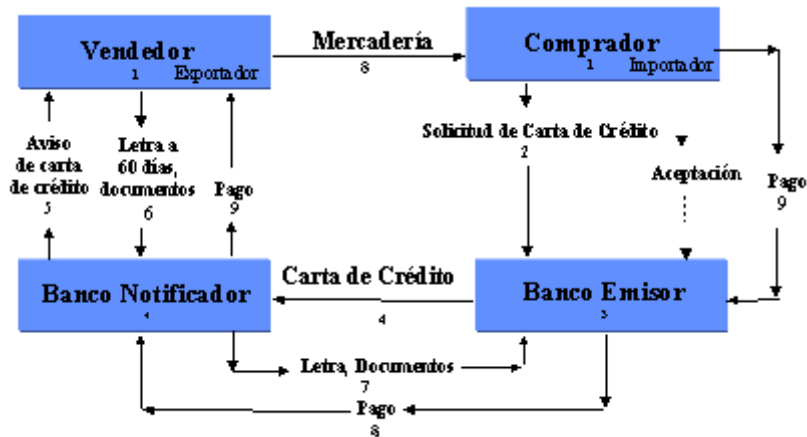 Vendedor
1 Exportador
Mercadería
8
Comprador
1 Importador
Aviso
de carta
de crédito
5
Letra a
60 días,
documentos
6
Pago
9
Solicitud de Carta de Crédito
2
Aceptación
Pago
9
Banco Notificador
Carta de Crédito
4
Banco Emisor
3
Letra, Documentos
7
Pago
8